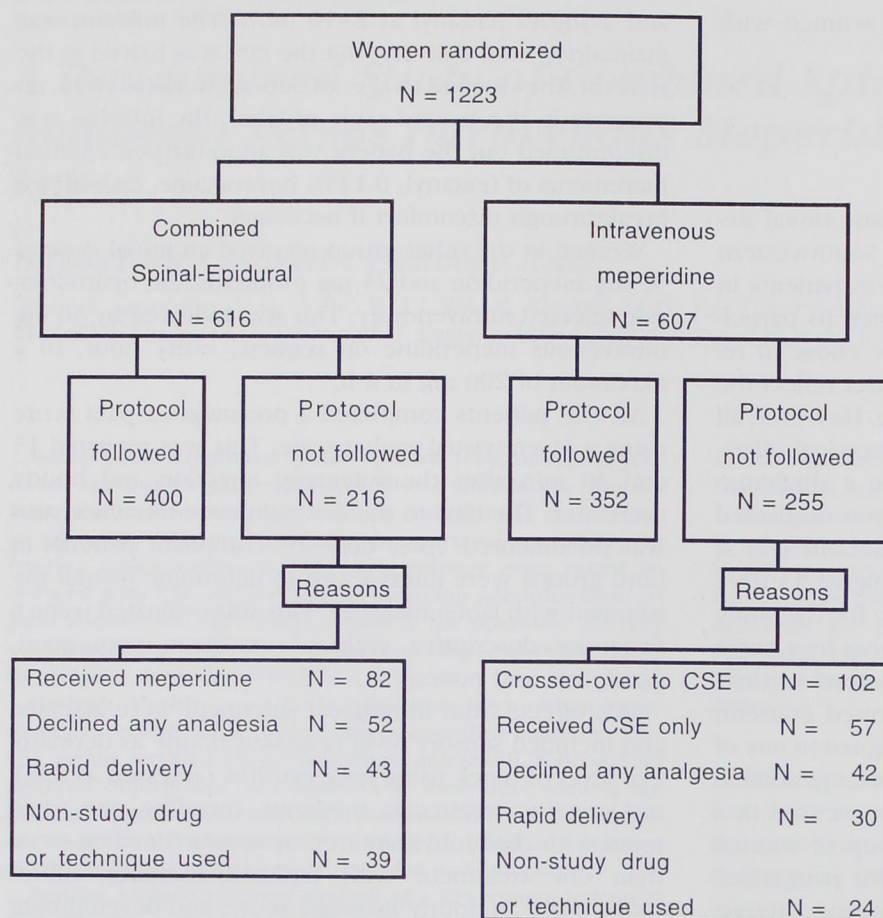 Women randomized
N = 1223
Combined
Spinal-Epidural
N = 616
Intravenous
meperidine
N = 607
Protocol
followed
N = 400
Protocol
not followed
N = 216
Protocol
followed
N = 352
Protocol
not followed
N = 255
Reasons
Received meperidine N = 82
Declined any analgesia N = 52
Rapid delivery N = 43
Non-study drug
or technique used N = 39
Reasons
Crossed-over to CSE N = 102
Received CSE only N = 57
Declined any analgesia N = 42
Rapid delivery N = 30
Non-study drug
or technique used N = 24